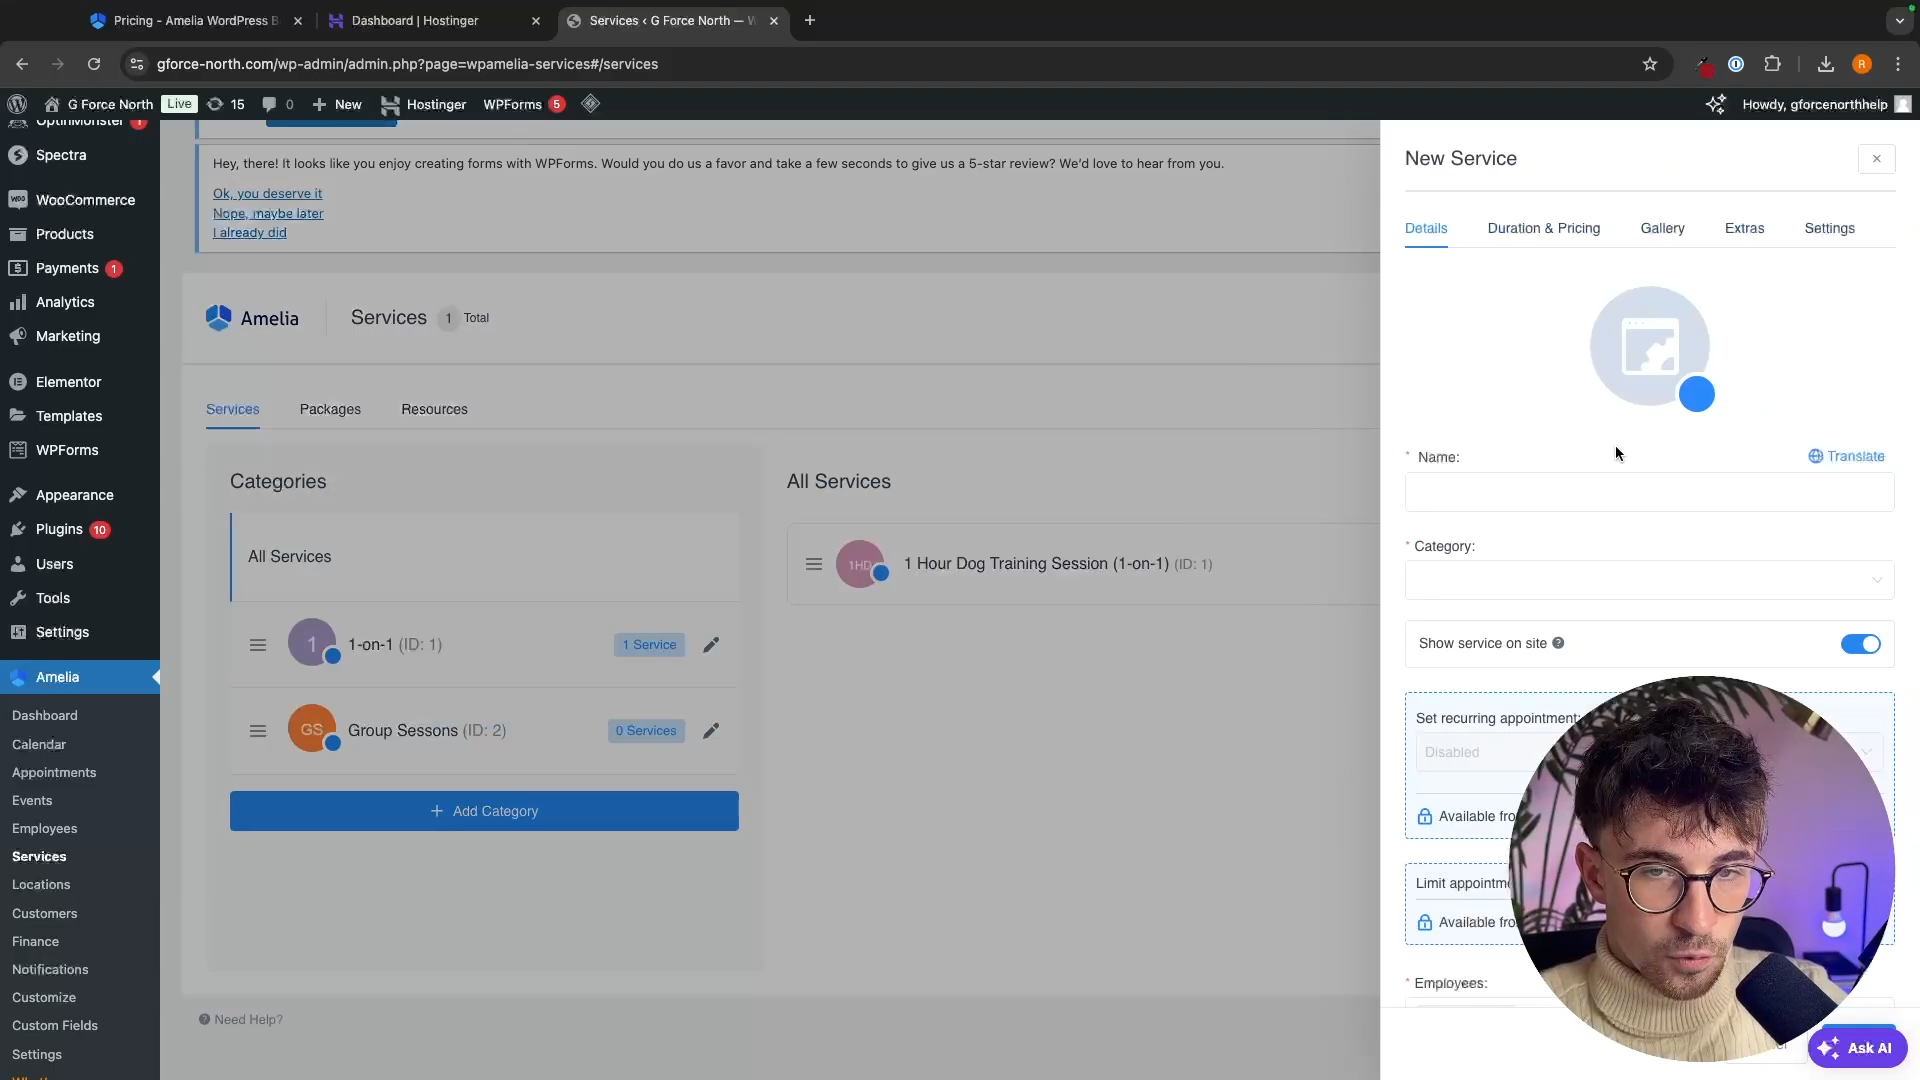 Pricing - Amelia WordPress B
Dashboard | Hostinger
Services ‹ G Force North — W
gforce-north.com/wp-admin/admin.php?page=wpamelia-services#/services
R
G Force North
Live
15
0
New
Hostinger
WPForms
5
Howdy, gforcenorthhelp
OptinMonster
1
Spectra
WooCommerce
Products
Payments
1
Analytics
Marketing
Elementor
Templates
WPForms
Appearance
Plugins
10
Users
Tools
Settings
Amelia
Dashboard
Calendar
Appointments
Events
Employees
Services
Locations
Customers
Finance
Notifications
Customize
Custom Fields
Settings
Hey, there! It looks like you enjoy creating forms with WPForms. Would you do us a favor and take a few seconds to give us a 5-star review? We'd love to hear from you.
Ok, you deserve it
Nope, maybe later
I already did
Amelia
Services
1
Total
Services
Packages
Resources
Categories
All Services
1
1-on-1 (ID: 1)
1 Service
GS
Group Sessons (ID: 2)
0 Services
+ Add Category
All Services
1HD
1 Hour Dog Training Session (1-on-1) (ID: 1)
Need Help?
New Service
Details
Duration & Pricing
Gallery
Extras
Settings
* Name:
Translate
* Category:
Show service on site
Set recurring appointment:
Disabled
Available fro
Limit appointme
Available fro
* Employees:
Ask AI